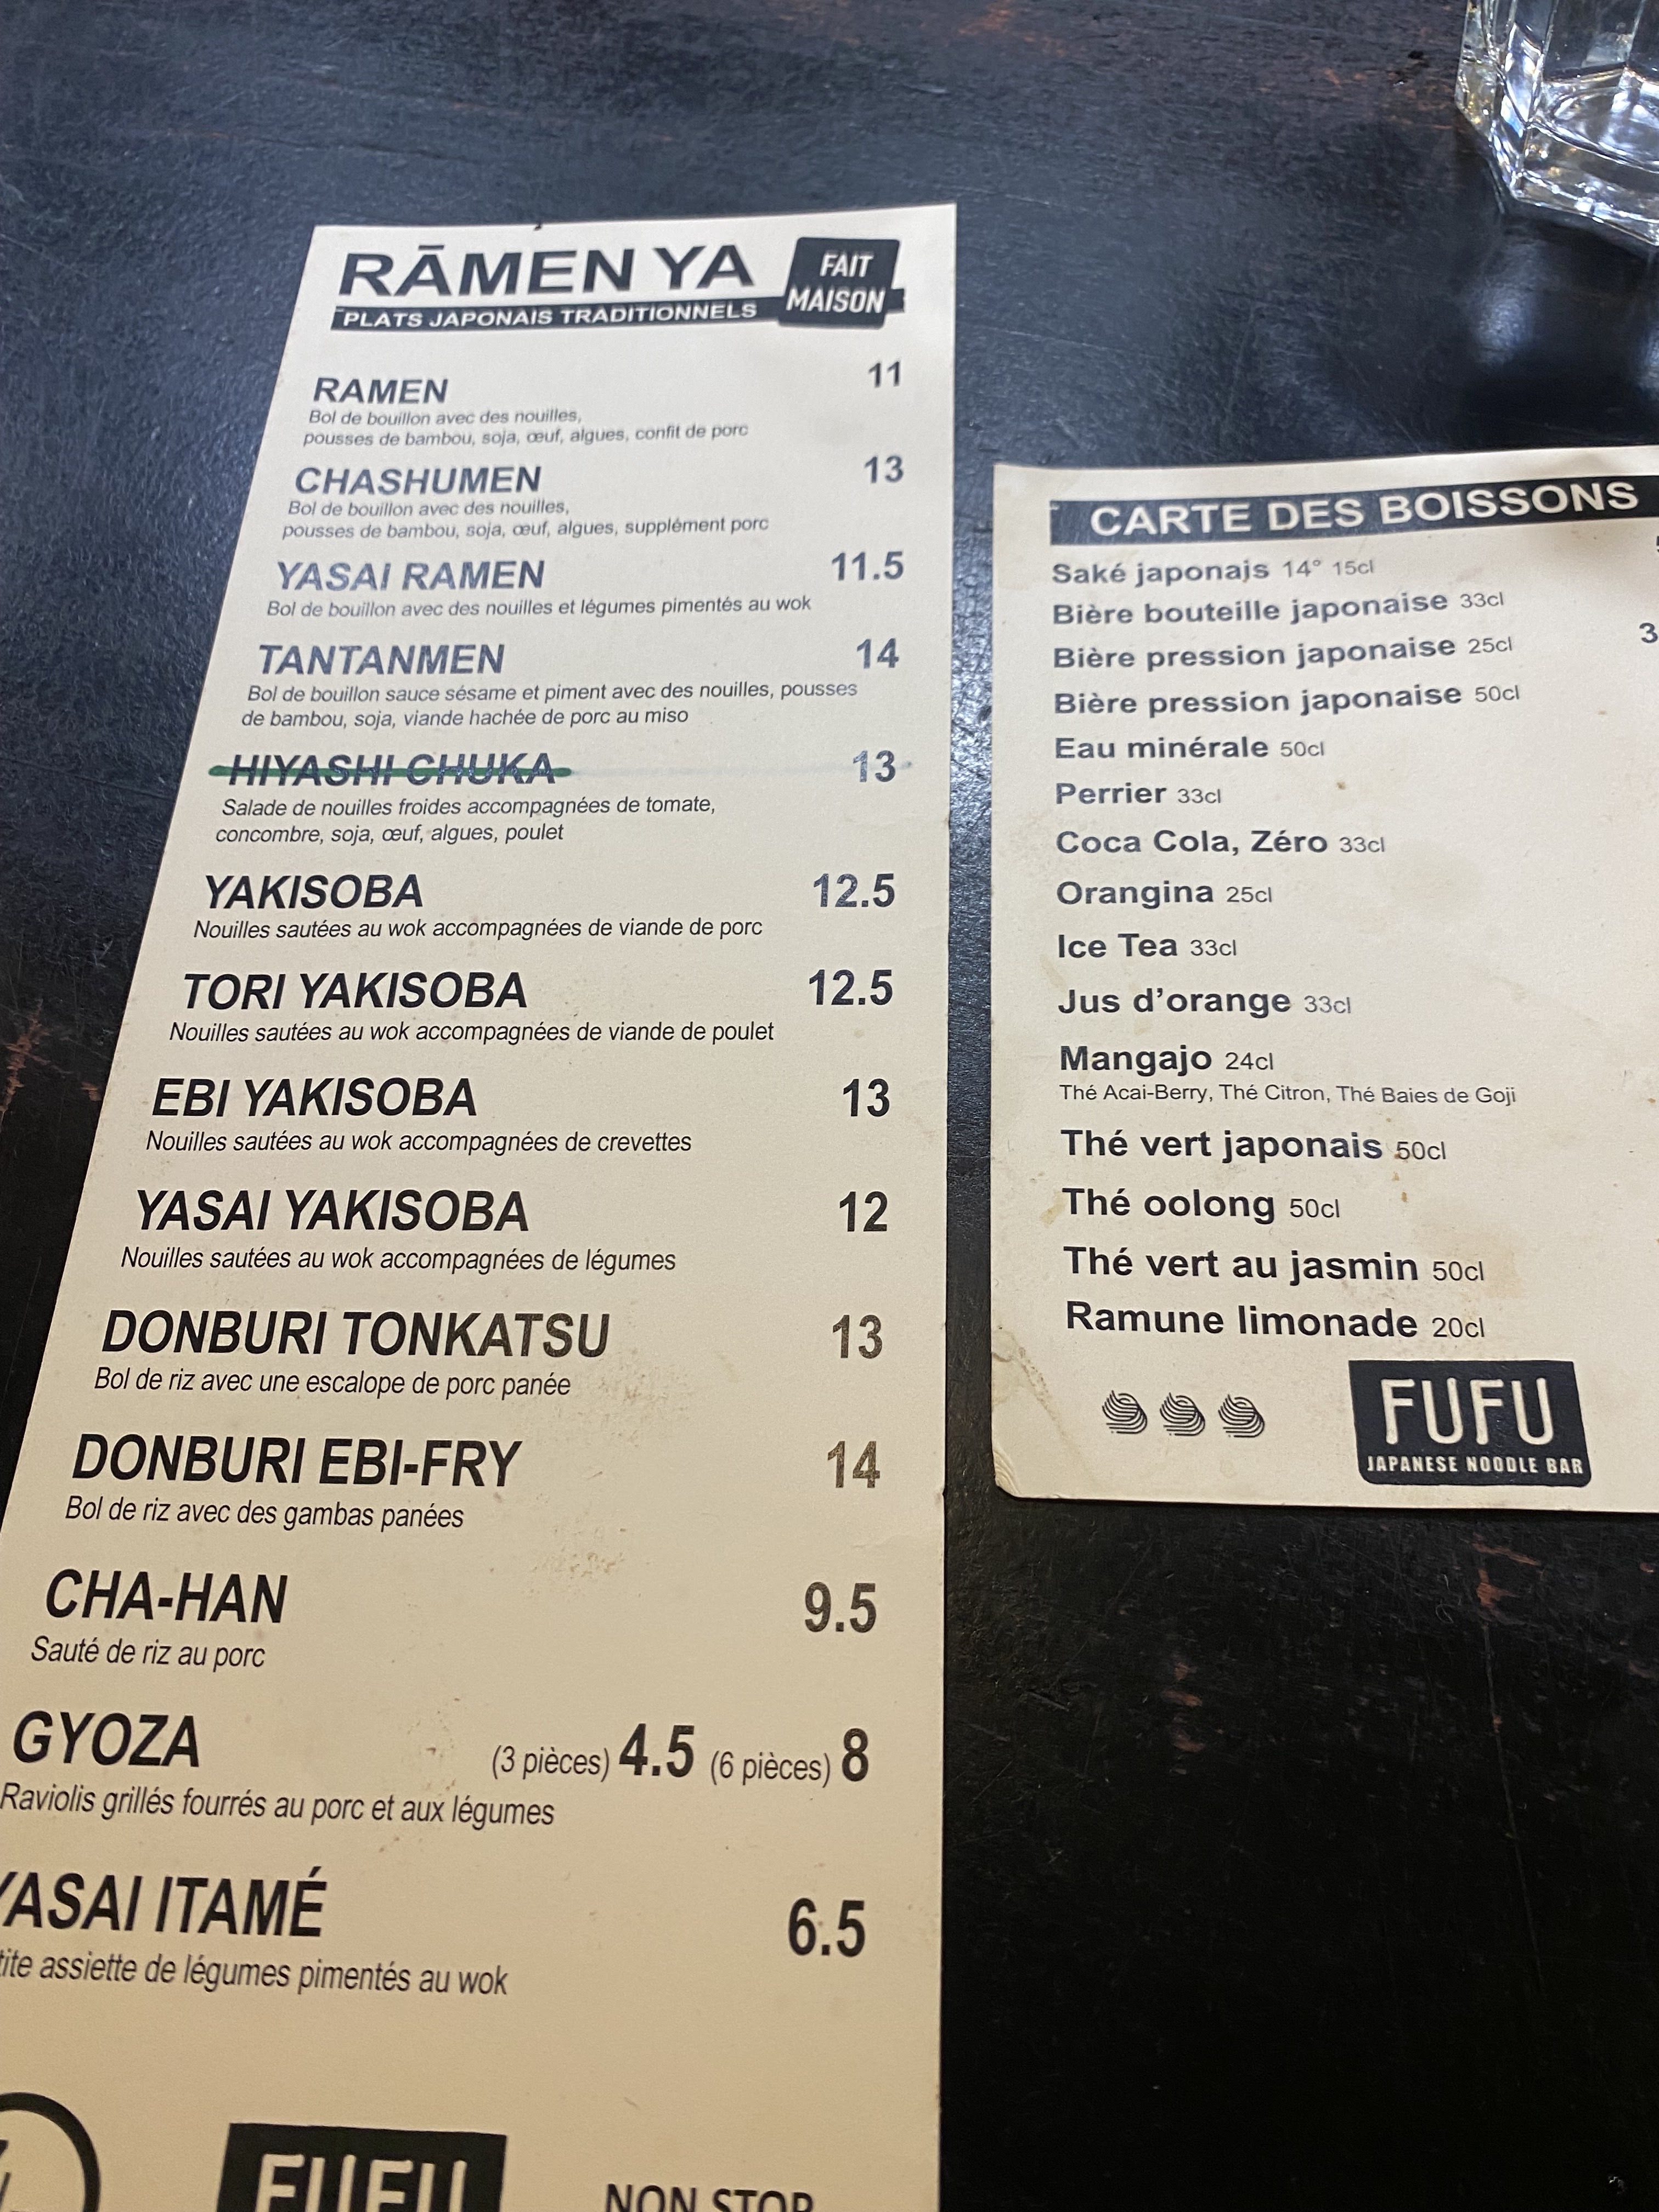 RĀMEN YA
FAIT
MAISON
PLATS JAPONAIS TRADITIONNELS
RAMEN 11
Bol de bouillon avec des nouilles,
pousses de bambou, soja, œuf, algues, confit de porc
CHASHUMEN 13
Bol de bouillon avec des nouilles,
pousses de bambou, soja, œuf, algues, supplément porc
YASAI RAMEN 11.5
Bol de bouillon avec des nouilles et légumes pimentés au wok
TANTANMEN 14
Bol de bouillon sauce sésame et piment avec des nouilles, pousses
de bambou, soja, viande hachée de porc au miso
HIYASHI CHUKA 13
Salade de nouilles froides accompagnées de tomate,
concombre, soja, œuf, algues, poulet
YAKISOBA 12.5
Nouilles sautées au wok accompagnées de viande de porc
TORI YAKISOBA 12.5
Nouilles sautées au wok accompagnées de viande de poulet
EBI YAKISOBA 13
Nouilles sautées au wok accompagnées de crevettes
YASAI YAKISOBA 12
Nouilles sautées au wok accompagnées de légumes
DONBURI TONKATSU 13
Bol de riz avec une escalope de porc panée
DONBURI EBI-FRY 14
Bol de riz avec des gambas panées
CHA-HAN 9.5
Sauté de riz au porc
GYOZA (3 pièces) 4.5 (6 pièces) 8
Raviolis grillés fourrés au porc et aux légumes
YASAI ITAMÉ 6.5
tite assiette de légumes pimentés au wok
FUFU
NON STOP
CARTE DES BOISSONS
Saké japonais 14° 15cl
Bière bouteille japonaise 33cl
Bière pression japonaise 25cl 3
Bière pression japonaise 50cl
Eau minérale 50cl
Perrier 33cl
Coca Cola, Zéro 33cl
Orangina 25cl
Ice Tea 33cl
Jus d'orange 33cl
Mangajo 24cl
Thé Acai-Berry, Thé Citron, Thé Baies de Goji
Thé vert japonais 50cl
Thé oolong 50cl
Thé vert au jasmin 50cl
Ramune limonade 20cl
FUFU
JAPANESE NOODLE BAR